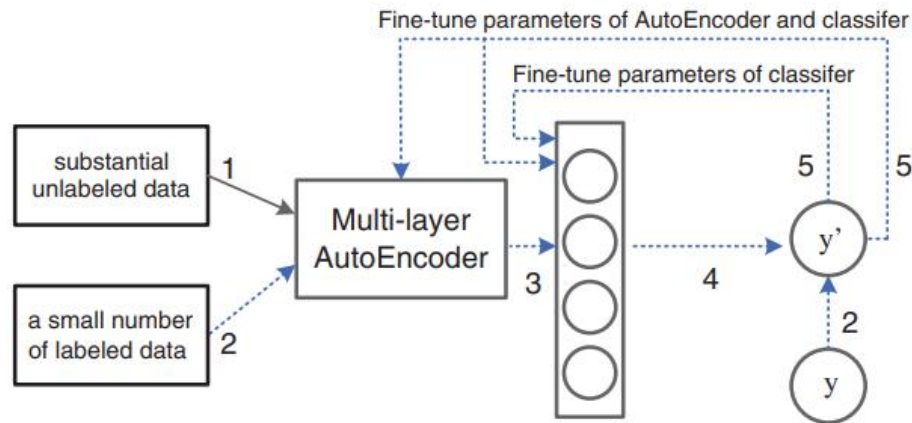 Fine-tune parameters of AutoEncoder and classifer
Fine-tune parameters of classifer
substantial
unlabeled data
1
Multi-layer
AutoEncoder
a small number
of labeled data
2
3
4
5
5
y’
2
y